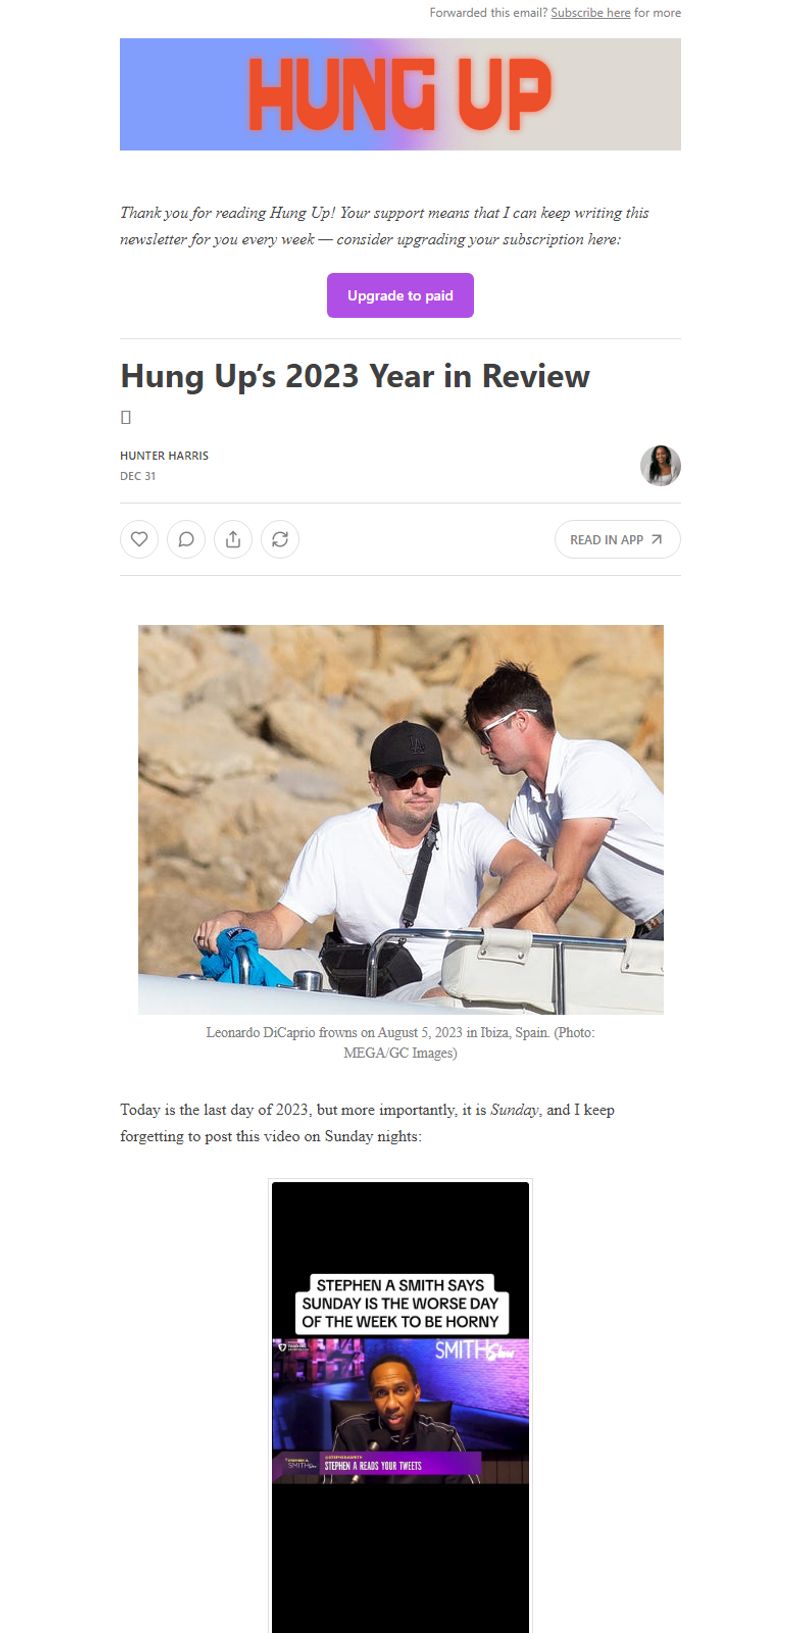 Forwarded this email? Subscribe here for more
HUNG UP
Thank you for reading Hung Up! Your support means that I can keep writing this
newsletter for you every week — consider upgrading your subscription here:
Upgrade to paid
Hung Up’s 2023 Year in Review
HUNTER HARRIS
DEC 31
READ IN APP
LA
Leonardo DiCaprio frowns on August 5, 2023 in Ibiza, Spain. (Photo:
MEGA/GC Images)
Today is the last day of 2023, but more importantly, it is Sunday, and I keep
forgetting to post this video on Sunday nights:
STEPHEN A SMITH SAYS
SUNDAY IS THE WORSE DAY
OF THE WEEK TO BE HORNY
SMITH Show
STEPHEN A.
SMITH
STEPHEN A READS YOUR TWEETS